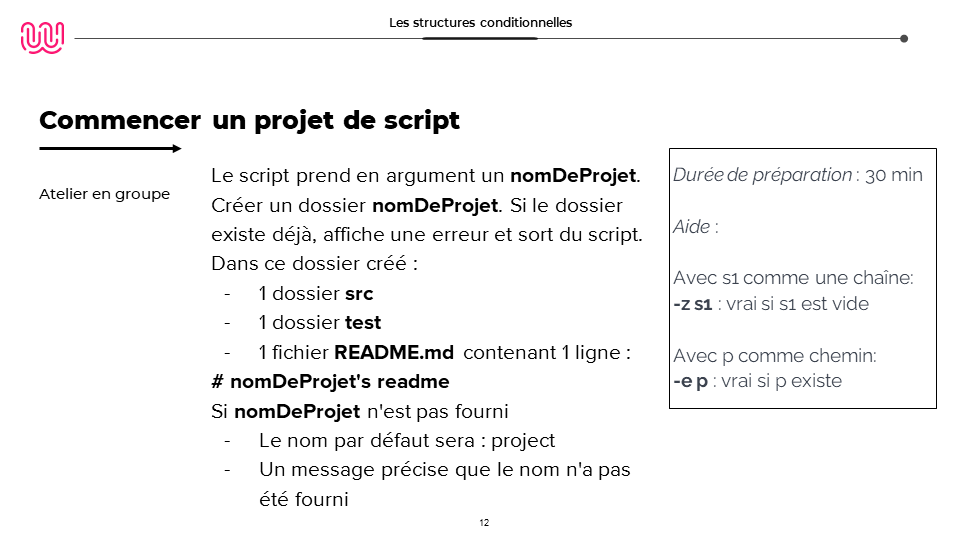 Les structures conditionnelles
Commencer un projet de script
Atelier en groupe
Le script prend en argument un nomDeProjet.
Créer un dossier nomDeProjet. Si le dossier
existe déjà, affiche une erreur et sort du script.
Dans ce dossier créé :
- 1 dossier src
- 1 dossier test
- 1 fichier README.md contenant 1 ligne :
# nomDeProjet's readme
Si nomDeProjet n'est pas fourni
- Le nom par défaut sera : project
- Un message précise que le nom n'a pas
été fourni
Durée de préparation : 30 min
Aide :
Avec s1 comme une chaîne:
-z s1 : vrai si s1 est vide
Avec p comme chemin:
-e p : vrai si p existe
12